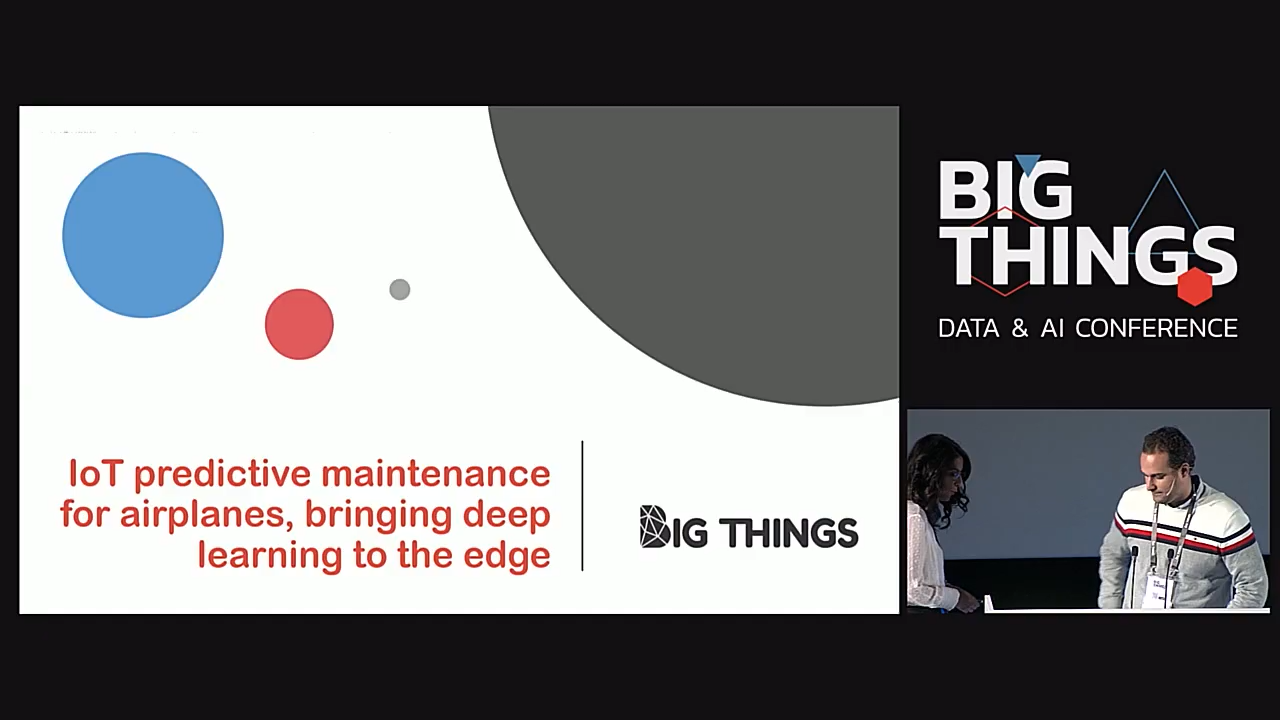 IoT predictive maintenance
for airplanes, bringing deep
learning to the edge
BIG THINGS
BIG
THINGS
DATA & AI CONFERENCE